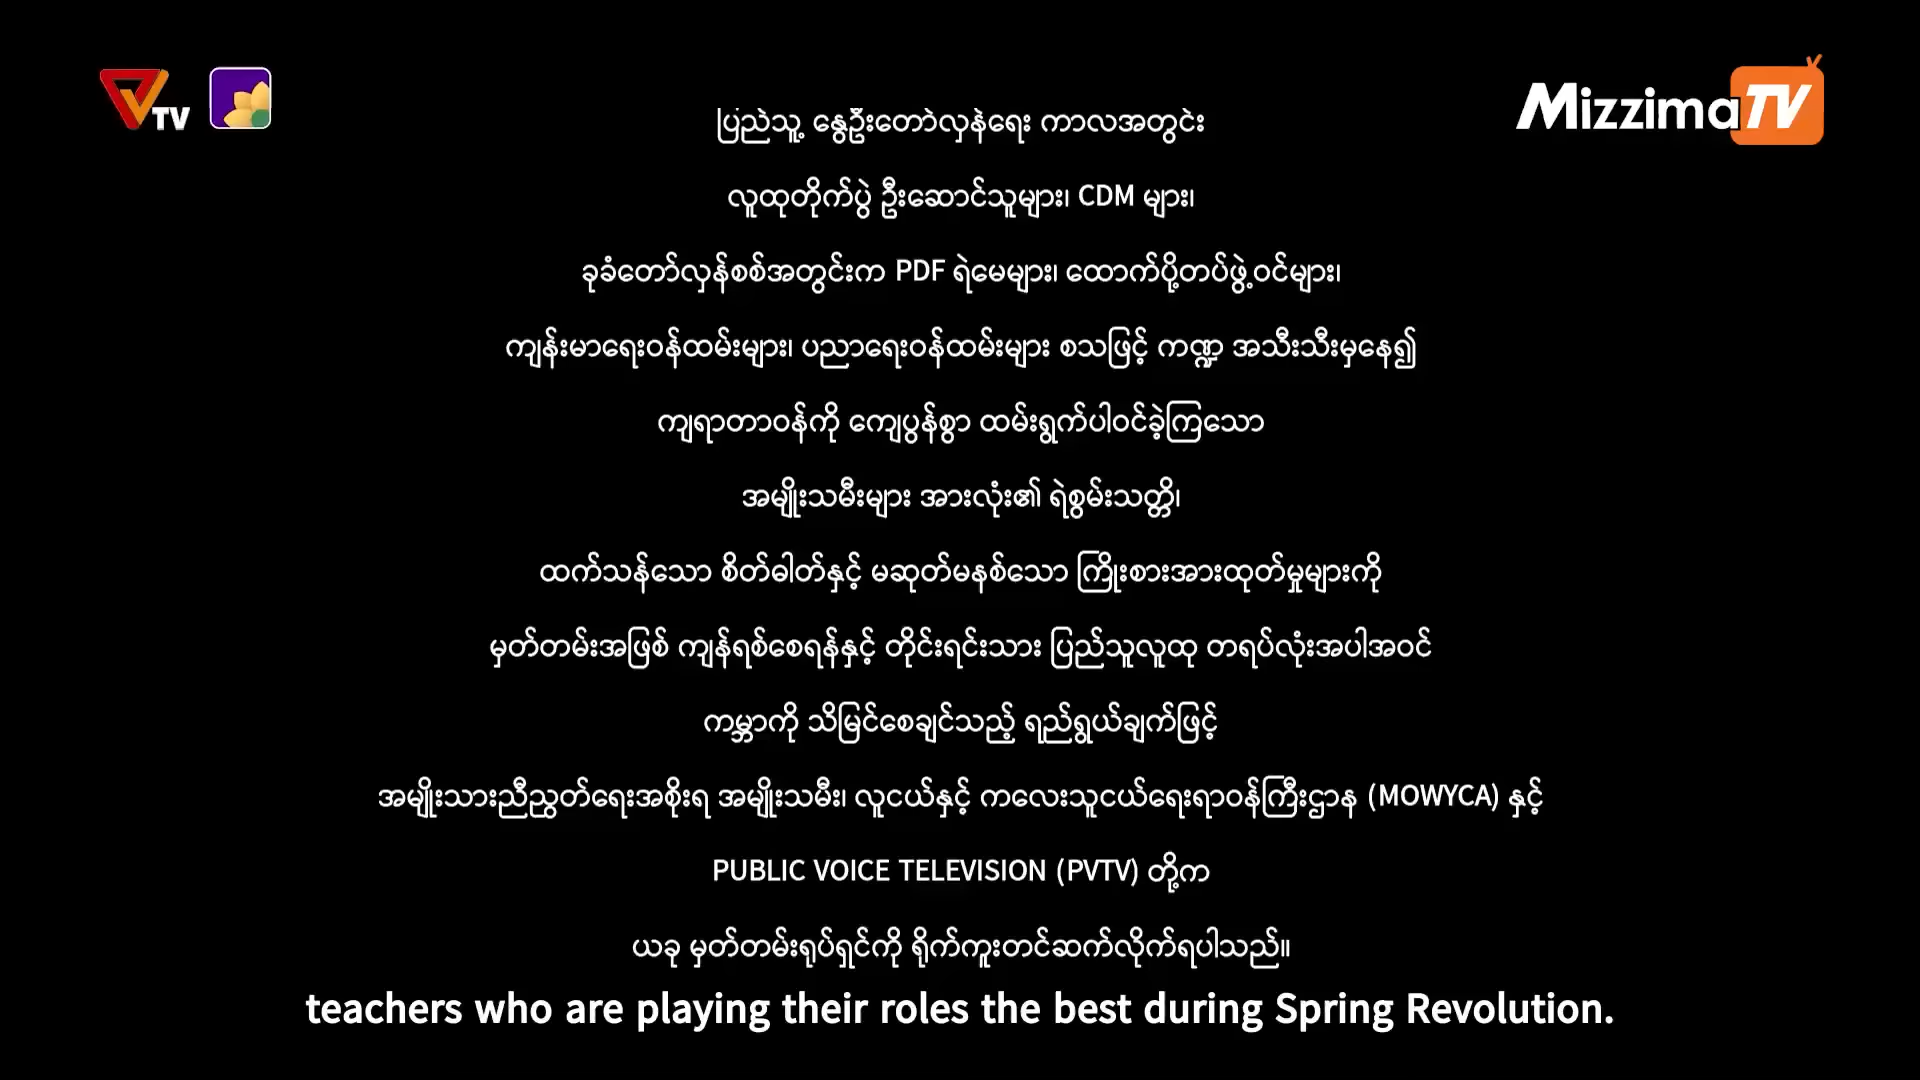 TV
Mizzima TV
ပြည်သူ့ နွေဦးတော်လှန်ရေး ကာလအတွင်း
လူထုတိုက်ပွဲ ဦးဆောင်သူများ၊ CDM များ၊
ခုခံတော်လှန်စစ်အတွင်းက PDF ရဲမေများ၊ ထောက်ပို့တပ်ဖွဲ့ဝင်များ၊
ကျန်းမာရေးဝန်ထမ်းများ၊ ပညာရေးဝန်ထမ်းများ စသဖြင့် ကဏ္ဍ အသီးသီးမှနေ၍
ကျရာတာဝန်ကို ကျေပွန်စွာ ထမ်းရွက်ပါဝင်ခဲ့ကြသော
အမျိုးသမီးများ အားလုံး၏ ရဲစွမ်းသတ္တိ၊
ထက်သန်သော စိတ်ဓါတ်နှင့် မဆုတ်မနစ်သော ကြိုးစားအားထုတ်မှုများကို
မှတ်တမ်းအဖြစ် ကျန်ရစ်စေရန်နှင့် တိုင်းရင်းသား ပြည်သူလူထု တရပ်လုံးအပါအဝင်
ကမ္ဘာကို သိမြင်စေချင်သည့် ရည်ရွယ်ချက်ဖြင့်
အမျိုးသားညီညွတ်ရေးအစိုးရ အမျိုးသမီး၊ လူငယ်နှင့် ကလေးသူငယ်ရေးရာဝန်ကြီးဌာန (MOWYCA) နှင့်
PUBLIC VOICE TELEVISION (PVTV) တို့က
ယခု မှတ်တမ်းရုပ်ရှင်ကို ရိုက်ကူးတင်ဆက်လိုက်ရပါသည်။
teachers who are playing their roles the best during Spring Revolution.